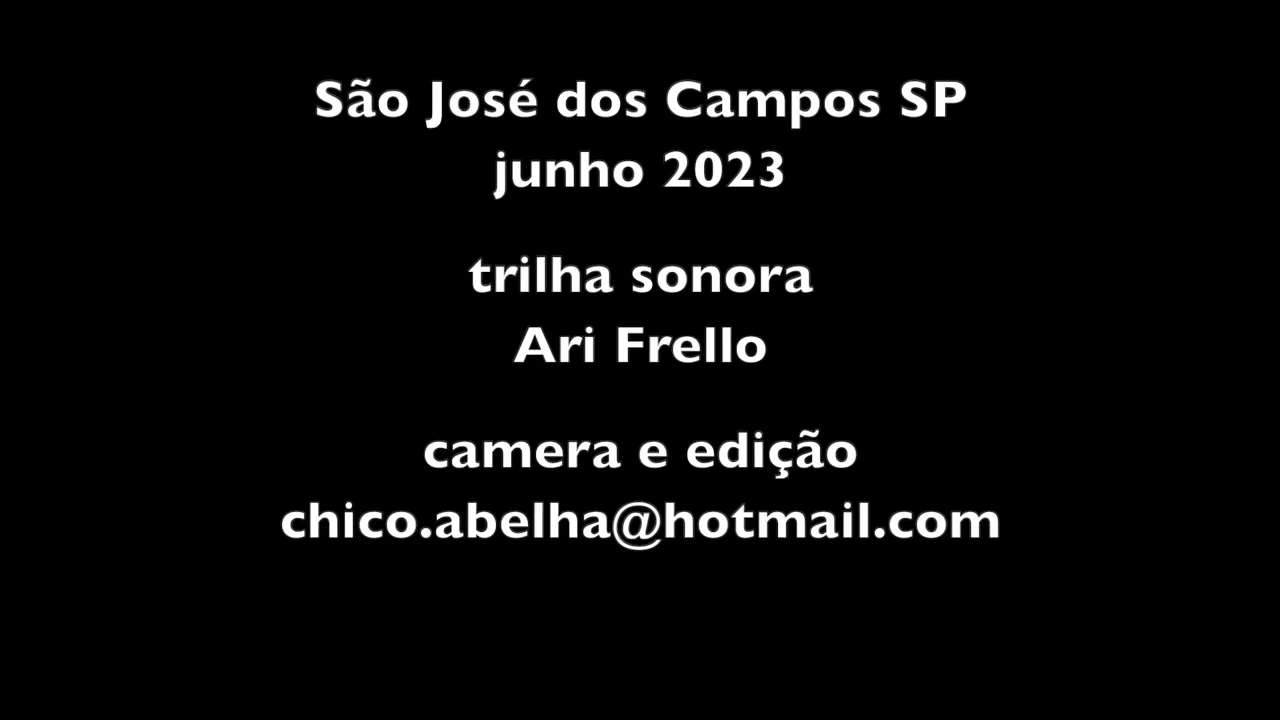 São José dos Campos SP
junho 2023
trilha sonora
Ari Frello
camera e edição
chico.abelha@hotmail.com